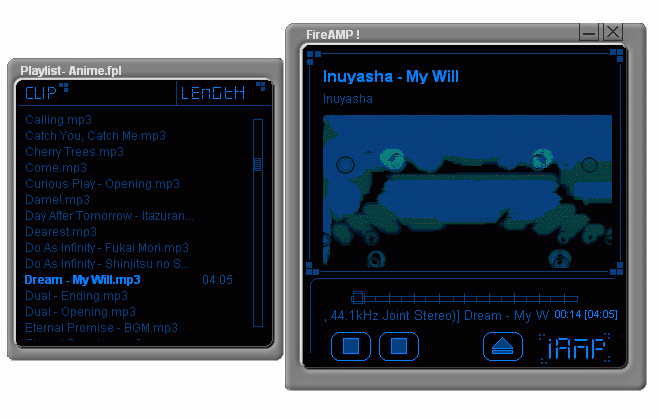 Playlist- Anime.fpl
CLIP LENGTH
Calling.mp3
Catch You, Catch Me.mp3
Cherry Trees.mp3
Come.mp3
Curious Play - Opening.mp3
Darnel.mp3
Day After Tomorrow - Itazuran...
Dearest.mp3
Do As Infinity - Fukai Mori.mp3
Do As Infinity - Shinjitsu no S...
Dream - My Will.mp3 04:05
Dual - Ending.mp3
Dual - Opening.mp3
Eternal Promise - BGM.mp3
FireAMP !
Inuyasha - My Will
Inuyasha
, 44.1kHz Joint Stereo)] Dream - My W 00:14 [04:05]
iAMP